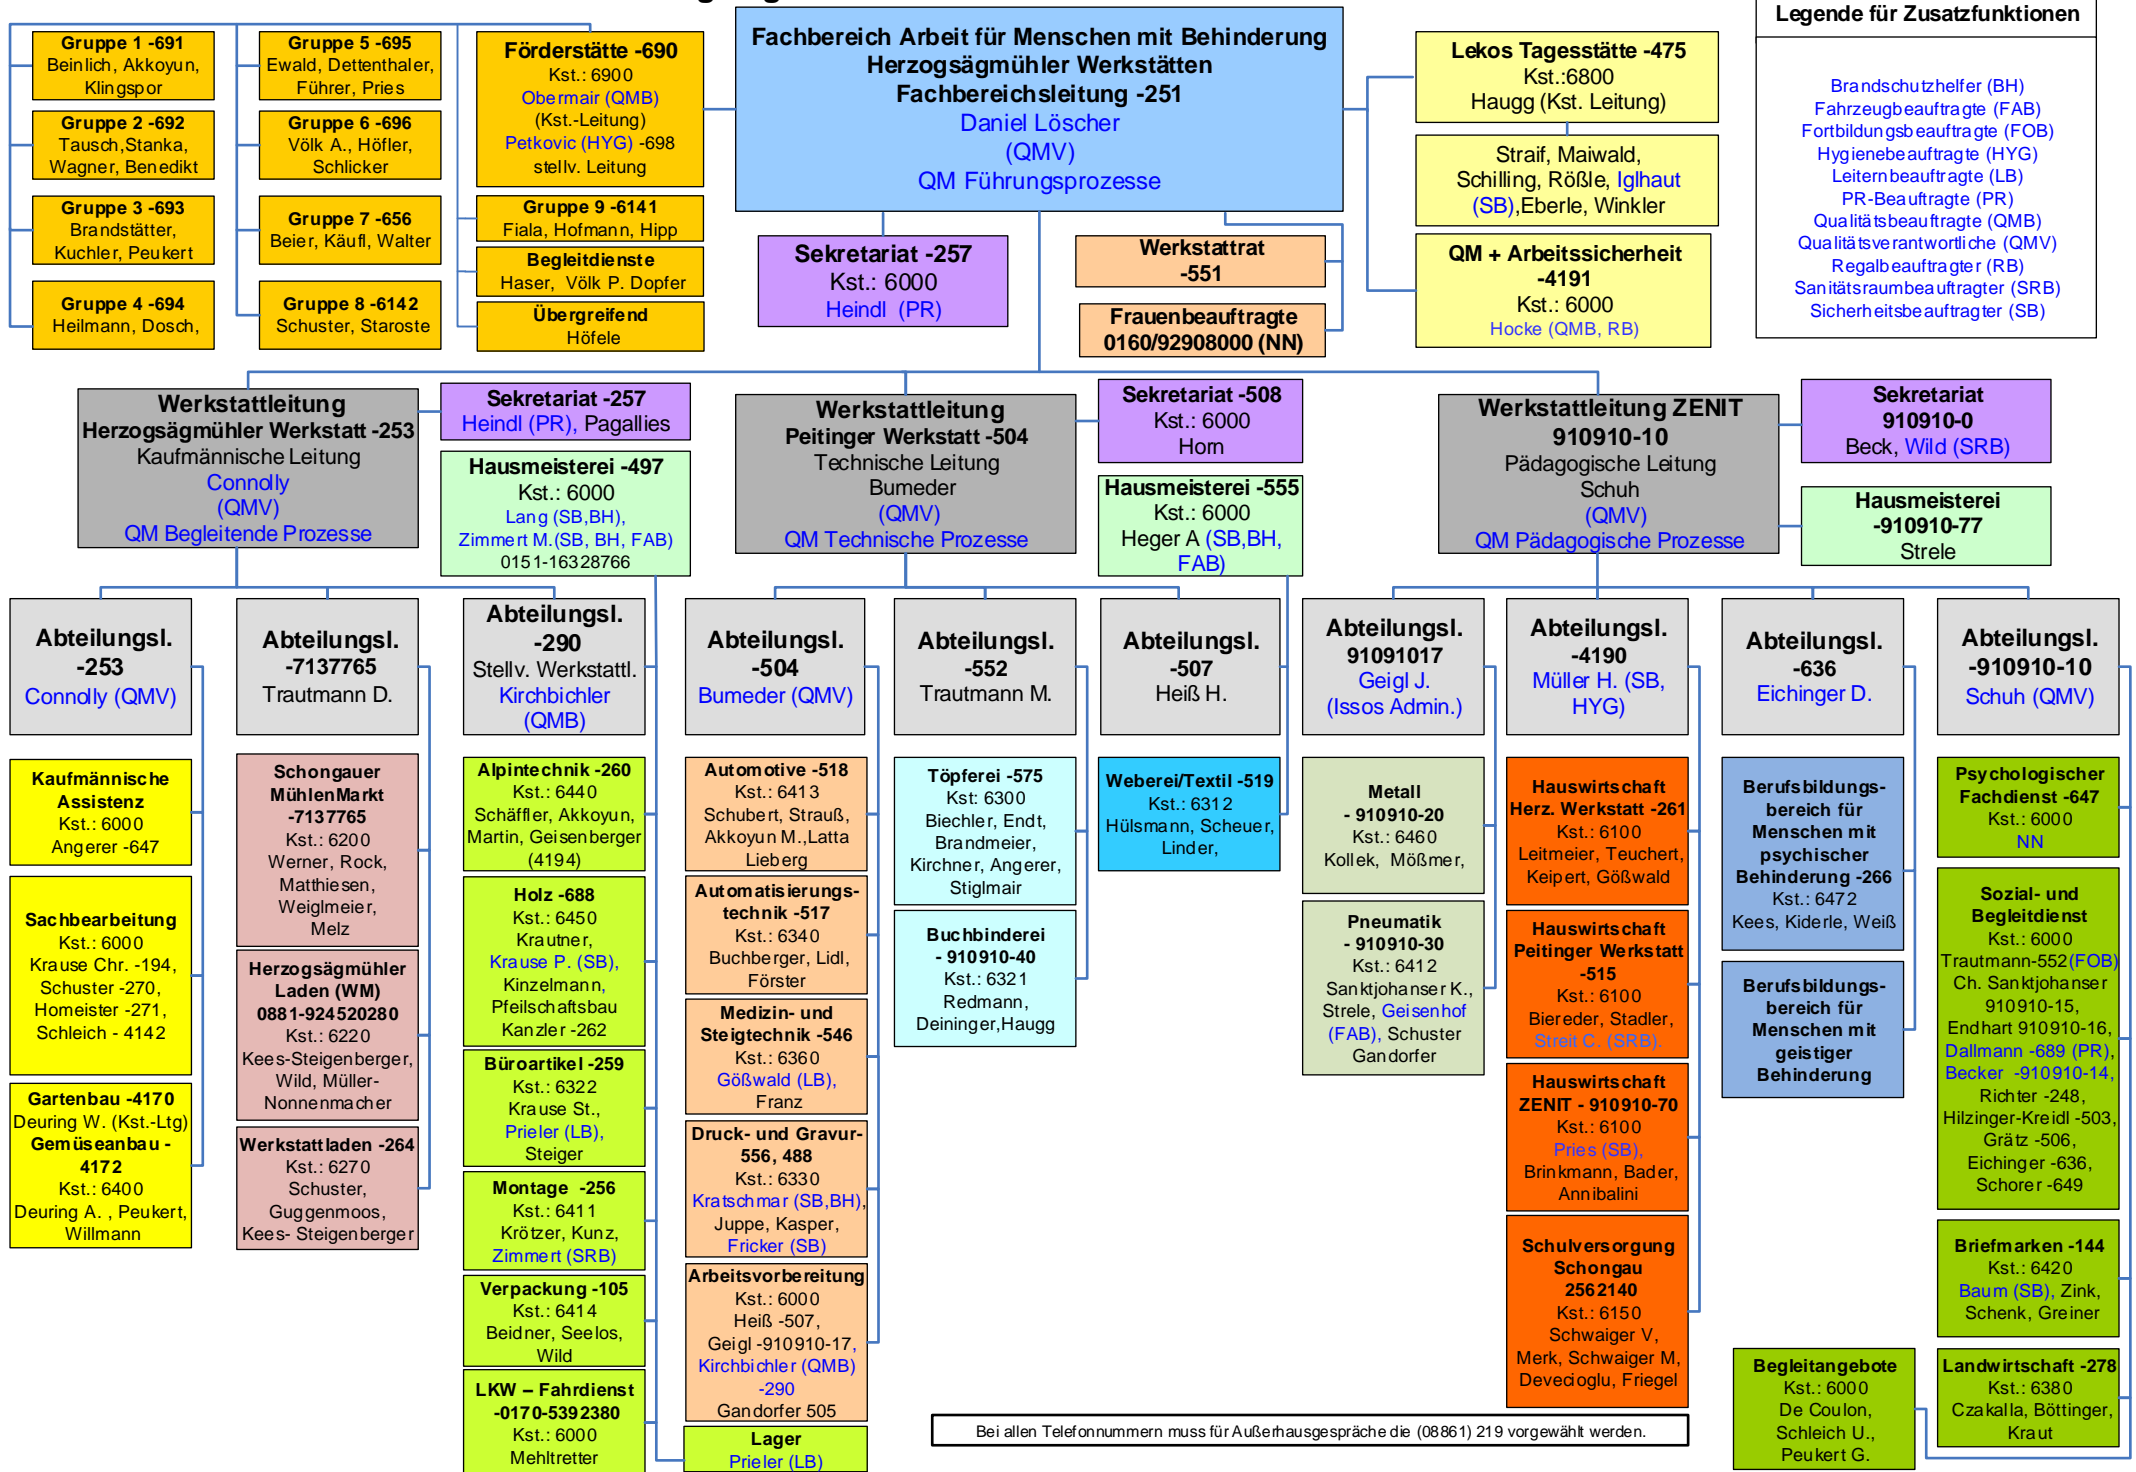 Gruppe 1 -691
Beinlich, Akkoyun,
Klingspor
Gruppe 2 -692
Tausch,Stanka,
Wagner, Benedikt
Gruppe 3 -693
Brandstätter,
Kuchler, Peukert
Gruppe 4 -694
Heilmann, Dosch,
Gruppe 5 -695
Ewald, Dettenthaler,
Führer, Pries
Gruppe 6 -696
Völk A., Höfler,
Schlicker
Gruppe 7 -656
Beier, Käufl, Walter
Gruppe 8 -6142
Schuster, Staroste
Förderstätte -690
Kst.: 6900
Obermair (QMB)
(Kst.-Leitung)
Petkovic (HYG) -698
stellv. Leitung
Gruppe 9 -6141
Fiala, Hofmann, Hipp
Begleitdienste
Haser, Völk P. Dopfer
Übergreifend
Höfele
Fachbereich Arbeit für Menschen mit Behinderung
Herzogsägmühler Werkstätten
Fachbereichsleitung -251
Daniel Löscher
(QMV)
QM Führungsprozesse
Sekretariat -257
Kst.: 6000
Heindl (PR)
Werkstattrat
-551
Frauenbeauftragte
0160/92908000 (NN)
Lekos Tagesstätte -475
Kst.:6800
Haugg (Kst. Leitung)
Straif, Maiwald,
Schilling, Rößle, Iglhaut
(SB),Eberle, Winkler
QM + Arbeitssicherheit
-4191
Kst.: 6000
Hocke (QMB, RB)
Legende für Zusatzfunktionen
Brandschutzhelfer (BH)
Fahrzeugbeauftragte (FAB)
Fortbildungsbeauftragte (FOB)
Hygienebeauftragte (HYG)
Leiternbeauftragte (LB)
PR-Beauftragte (PR)
Qualitätsbeauftragte (QMB)
Qualitätsverantwortliche (QMV)
Regalbeauftragter (RB)
Sanitätsraumbeauftragter (SRB)
Sicherheitsbeauftragter (SB)
Werkstattleitung
Herzogsägmühler Werkstatt -253
Kaufmännische Leitung
Connolly
(QMV)
QM Begleitende Prozesse
Sekretariat -257
Heindl (PR), Pagallies
Hausmeisterei -497
Kst.: 6000
Lang (SB,BH),
Zimmert M.(SB, BH, FAB)
0151-16328766
Werkstattleitung
Peitinger Werkstatt -504
Technische Leitung
Bumeder
(QMV)
QM Technische Prozesse
Sekretariat -508
Kst.: 6000
Horn
Hausmeisterei -555
Kst.: 6000
Heger A (SB,BH,
FAB)
Werkstattleitung ZENIT
910910-10
Pädagogische Leitung
Schuh
(QMV)
QM Pädagogische Prozesse
Sekretariat
910910-0
Beck, Wild (SRB)
Hausmeisterei
-910910-77
Strele
Abteilungsl.
-253
Connolly (QMV)
Abteilungsl.
-7137765
Trautmann D.
Abteilungsl.
-290
Stellv. Werkstattl.
Kirchbichler
(QMB)
Abteilungsl.
-504
Bumeder (QMV)
Abteilungsl.
-552
Trautmann M.
Abteilungsl.
-507
Heiß H.
Abteilungsl.
91091017
Geigl J.
(Issos Admin.)
Abteilungsl.
-4190
Müller H. (SB,
HYG)
Abteilungsl.
-636
Eichinger D.
Abteilungsl.
-910910-10
Schuh (QMV)
Kaufmännische
Assistenz
Kst.: 6000
Angerer -647
Sachbearbeitung
Kst.: 6000
Krause Chr. -194,
Schuster -270,
Homeister -271,
Schleich - 4142
Gartenbau -4170
Deuring W. (Kst.-Ltg)
Gemüseanbau -
4172
Kst.: 6400
Deuring A. , Peukert,
Willmann
Schongauer
MühlenMarkt
-7137765
Kst.: 6200
Werner, Rock,
Matthiesen,
Weiglmeier,
Melz
Herzogsägmühler
Laden (WM)
0881-924520280
Kst.: 6220
Kees-Steigenberger,
Wild, Müller-
Nonnenmacher
Werkstattladen -264
Kst.: 6270
Schuster,
Guggenmoos,
Kees- Steigenberger
Alpintechnik -260
Kst.: 6440
Schäffler, Akkoyun,
Martin, Geisenberger
(4194)
Holz -688
Kst.: 6450
Krautner,
Krause P. (SB),
Kinzelmann,
Pfeilschaftsbau
Kanzler -262
Büroartikel -259
Kst.: 6322
Krause St.,
Prieler (LB),
Steiger
Montage -256
Kst.: 6411
Krötzer, Kunz,
Zimmert (SRB)
Verpackung -105
Kst.: 6414
Beidner, Seelos,
Wild
LKW – Fahrdienst
-0170-5392380
Kst.: 6000
Mehltretter
Automotive -518
Kst.: 6413
Schubert, Strauß,
Akkoyun M.,Latta
Lieberg
Automatisierungs-
technik -517
Kst.: 6340
Buchberger, Lidl,
Förster
Medizin- und
Steigtechnik -546
Kst.: 6360
Gößwald (LB),
Franz
Druck- und Gravur-
556, 488
Kst.: 6330
Kratschmar (SB,BH),
Juppe, Kasper,
Fricker (SB)
Arbeitsvorbereitung
Kst.: 6000
Heiß -507,
Geigl -910910-17,
Kirchbichler (QMB)
-290
Gandorfer 505
Lager
Prieler (LB)
Töpferei -575
Kst: 6300
Biechler, Endt,
Brandmeier,
Kirchner, Angerer,
Stiglmair
Buchbinderei
- 910910-40
Kst.: 6321
Redmann,
Deininger,Haugg
Weberei/Textil -519
Kst.: 6312
Hülsmann, Scheuer,
Linder,
Metall
- 910910-20
Kst.: 6460
Kollek, Mößmer,
Pneumatik
- 910910-30
Kst.: 6412
Sanktjohanser K.,
Strele, Geisenhof
(FAB), Schuster
Gandorfer
Hauswirtschaft
Herz. Werkstatt -261
Kst.: 6100
Leitmeier, Teuchert,
Keipert, Gößwald
Hauswirtschaft
Peitinger Werkstatt
-515
Kst.: 6100
Biereder, Stadler,
Streit C. (SRB).
Hauswirtschaft
ZENIT - 910910-70
Kst.: 6100
Pries (SB),
Brinkmann, Bader,
Annibalini
Schulversorgung
Schongau
2562140
Kst.: 6150
Schwaiger V,
Merk, Schwaiger M,
Devecioglu, Friegel
Berufsbildungs-
bereich für
Menschen mit
psychischer
Behinderung -266
Kst.: 6472
Kees, Kiderle, Weiß
Berufsbildungs-
bereich für
Menschen mit
geistiger
Behinderung
Psychologischer
Fachdienst -647
Kst.: 6000
NN
Sozial- und
Begleitdienst
Kst.: 6000
Trautmann-552(FOB)
Ch. Sanktjohanser
910910-15,
Endhart 910910-16,
Dallmann -689 (PR),
Becker -910910-14,
Richter -248,
Hilzinger-Kreidl -503,
Grätz -506,
Eichinger -636,
Schorer -649
Briefmarken -144
Kst.: 6420
Baum (SB), Zink,
Schenk, Greiner
Begleitangebote
Kst.: 6000
De Coulon,
Schleich U.,
Peukert G.
Landwirtschaft -278
Kst.: 6380
Czakalla, Böttinger,
Kraut
Bei allen Telefonnummern muss für Außerhausgespräche die (08861) 219 vorgewählt werden.